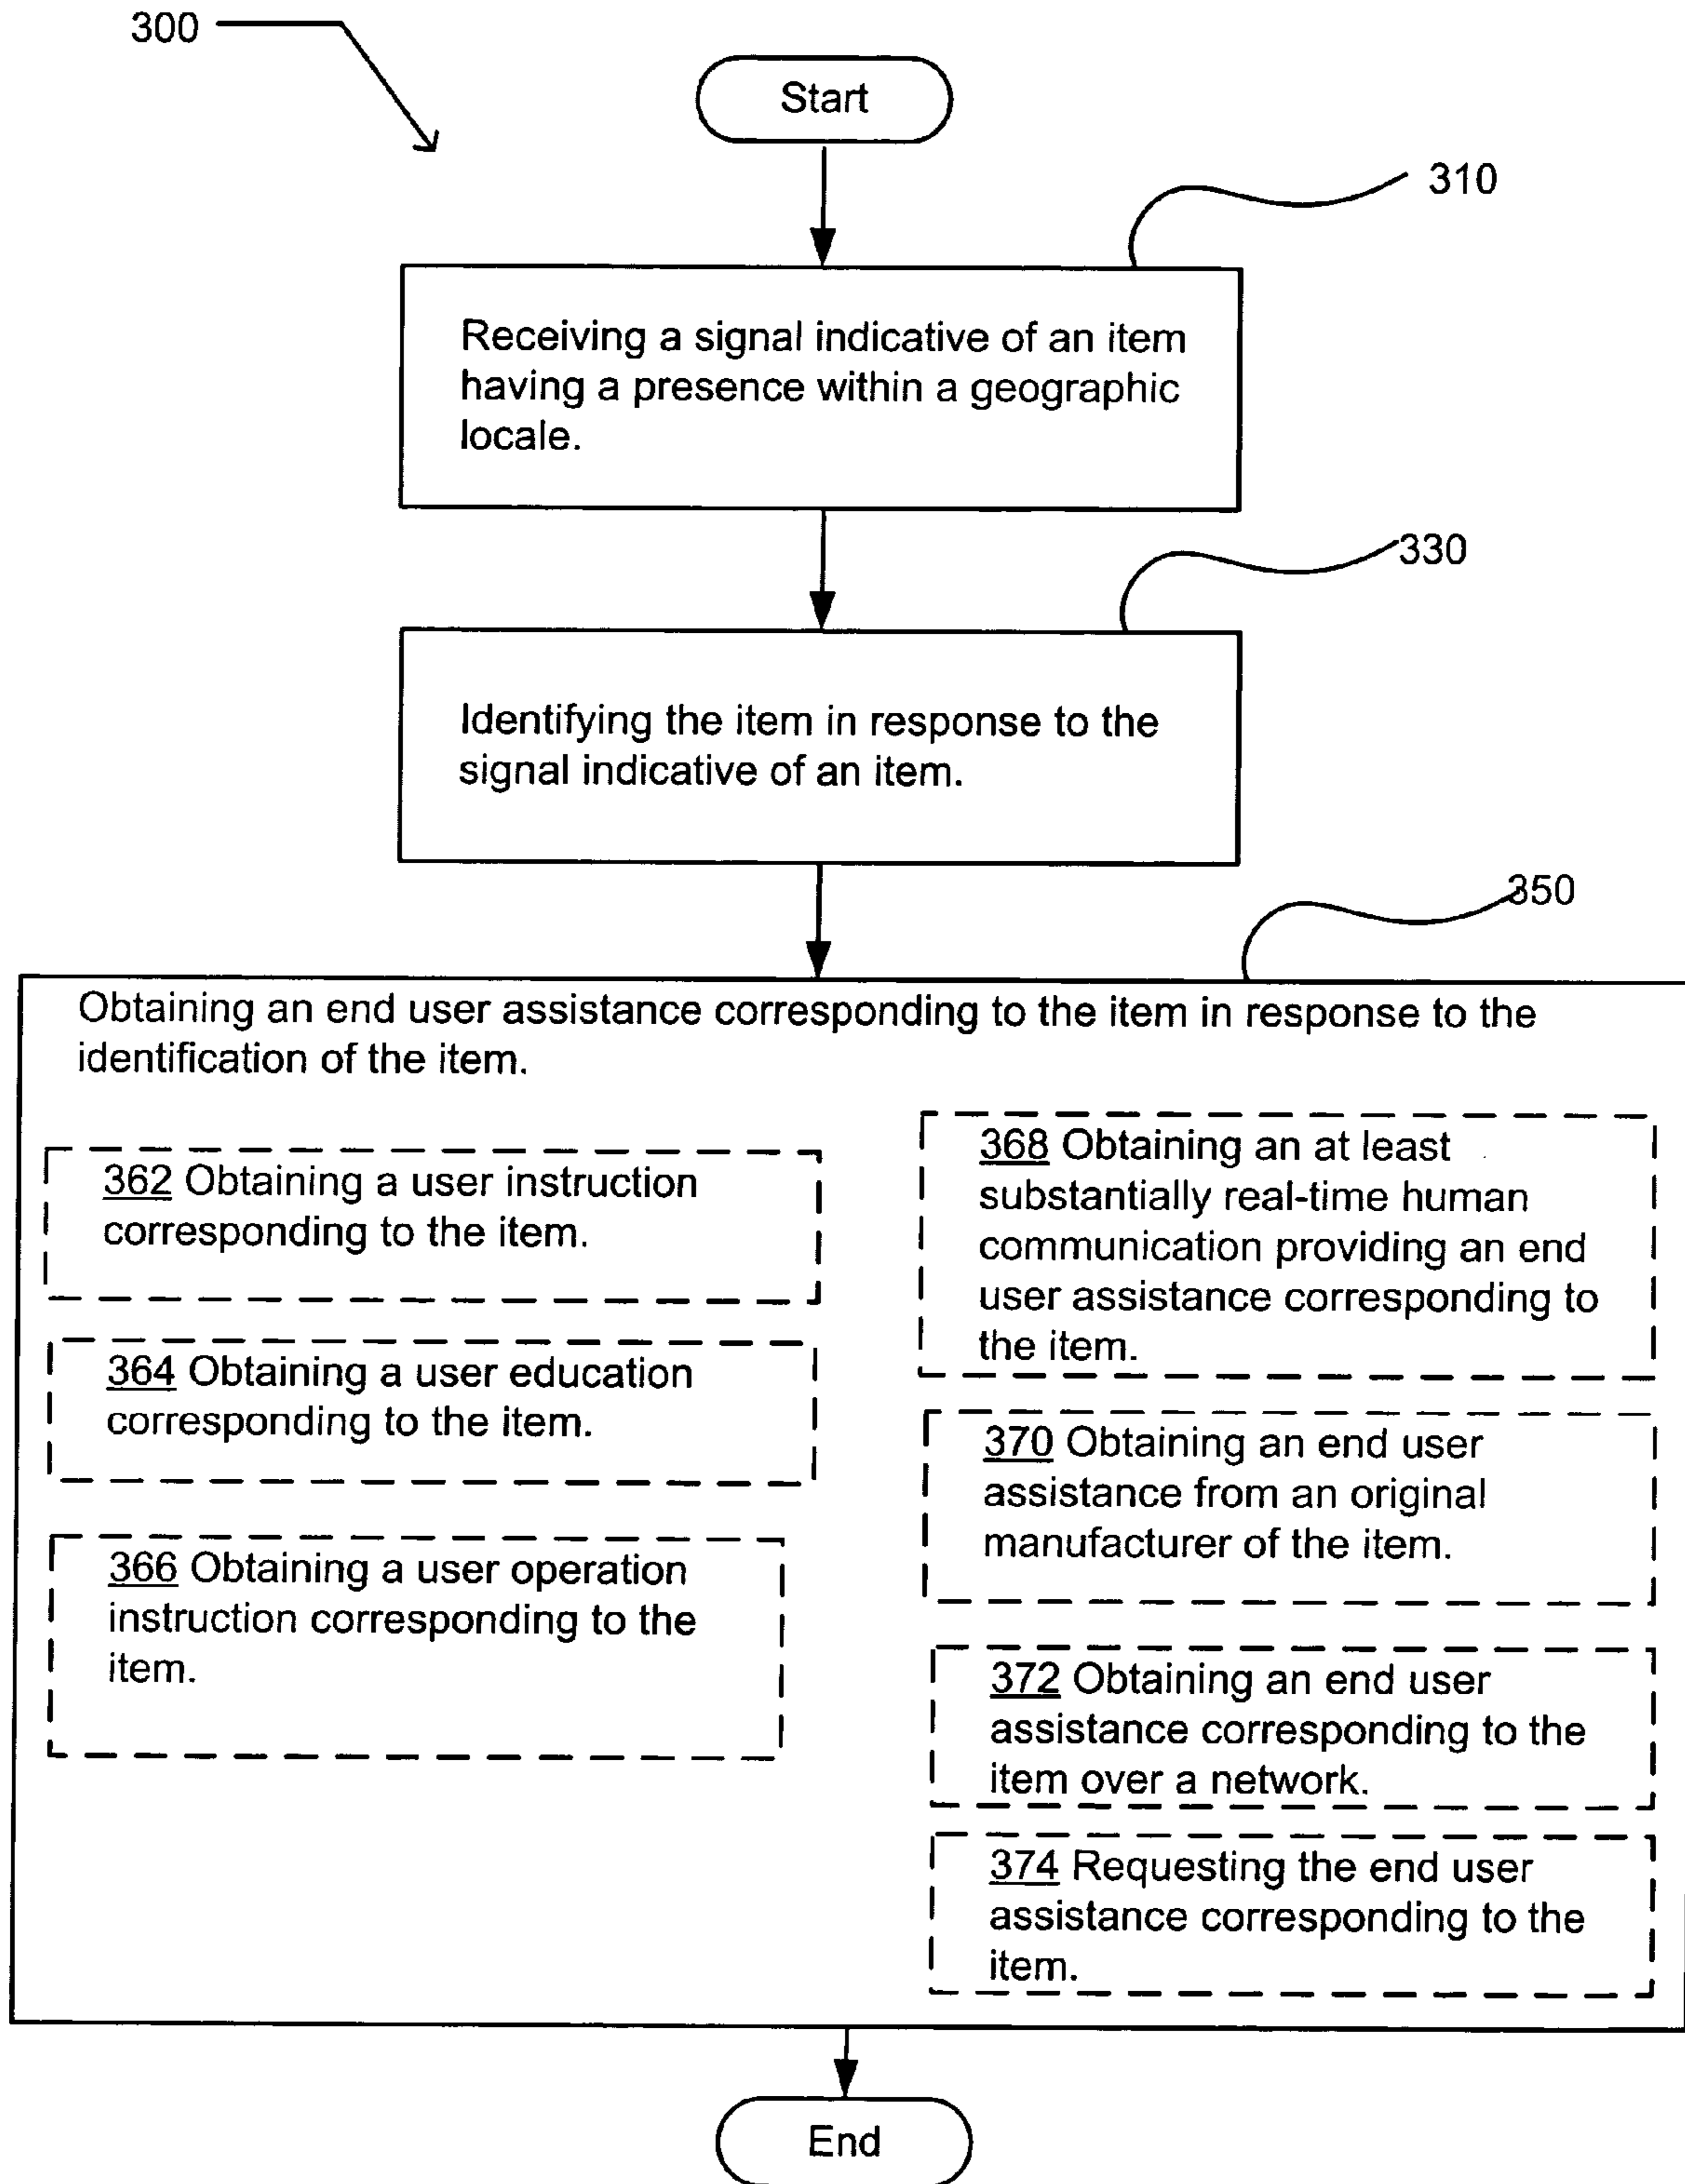 300
Start
310
Receiving a signal indicative of an item
having a presence within a geographic
locale.
330
Identifying the item in response to the
signal indicative of an item.
350
Obtaining an end user assistance corresponding to the item in response to the
identification of the item.
362 Obtaining a user instruction
corresponding to the item.
364 Obtaining a user education
corresponding to the item.
366 Obtaining a user operation
instruction corresponding to the
item.
368 Obtaining an at least
substantially real-time human
communication providing an end
user assistance corresponding to
the item.
370 Obtaining an end user
assistance from an original
manufacturer of the item.
372 Obtaining an end user
assistance corresponding to the
item over a network.
374 Requesting the end user
assistance corresponding to the
item.
End